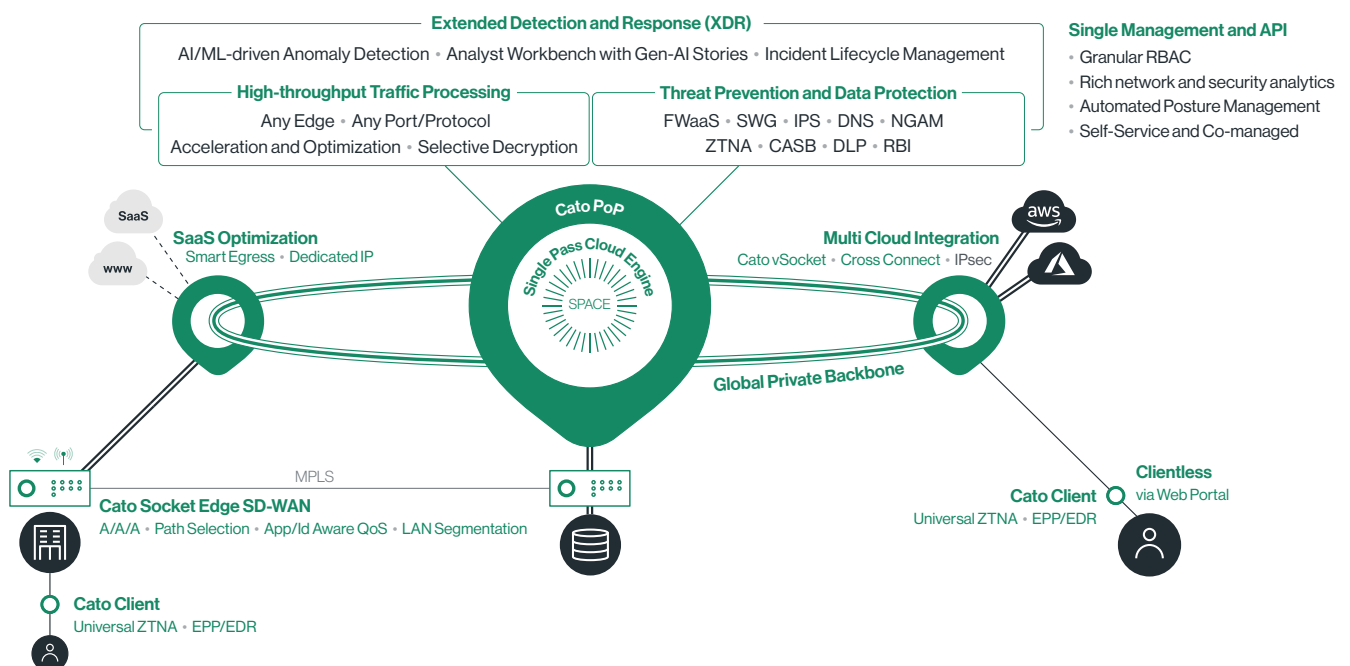 Extended Detection and Response (XDR)
AI/ML-driven Anomaly Detection • Analyst Workbench with Gen-AI Stories • Incident Lifecycle Management
High-throughput Traffic Processing
Any Edge • Any Port/Protocol
Acceleration and Optimization • Selective Decryption
Threat Prevention and Data Protection
FWaaS • SWG • IPS • DNS • NGAM
ZTNA • CASB • DLP • RBI
Single Management and API
• Granular RBAC
• Rich network and security analytics
• Automated Posture Management
• Self-Service and Co-managed
SaaS
www
SaaS Optimization
Smart Egress • Dedicated IP
Cato PoP
Single Pass Cloud Engine
SPACE
Multi Cloud Integration
Cato vSocket • Cross Connect • IPsec
aws
Global Private Backbone
MPLS
Cato Socket Edge SD-WAN
A/A/A • Path Selection • App/Id Aware QoS • LAN Segmentation
Cato Client
Universal ZTNA • EPP/EDR
Clientless
via Web Portal
Cato Client
Universal ZTNA • EPP/EDR